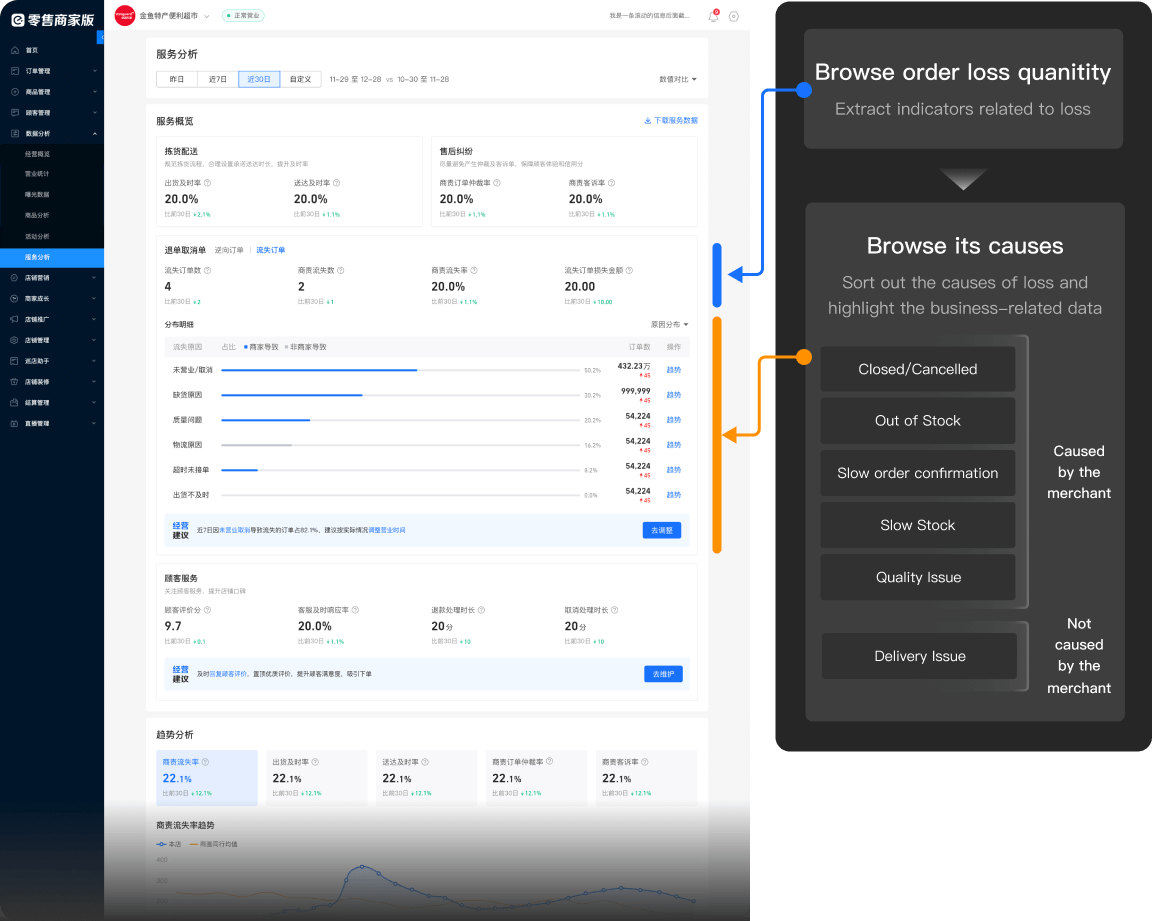 零售商家版
首页
订单管理
商品管理
顾客管理
数据分析
经营概览
营业统计
曝光数据
商品分析
活动分析
服务分析
店铺营销
商家成长
店铺推广
店铺管理
巡店助手
店铺装修
结算管理
直播管理
金鱼特产便利超市
正常营业
我是一条滚动的信息后面截...
服务分析
昨日 近7日 近30日 自定义 11-29 至 12-28 vs 10-30 至 11-28
数值对比
服务概览
下载服务数据
拣货配送
规范拣货流程，合理设置承诺送达时长，提升及时率
出货及时率 送达及时率
20.0% 20.0%
比前30日 2.1% 比前30日 1.1%
售后纠纷
尽量避免产生仲裁及客诉单，保障顾客体验和信用分
商责订单仲裁率 商责客诉率
20.0% 20.0%
比前30日 1.1% 比前30日 1.1%
退单取消单 逆向订单 流失订单
流失订单数 商责流失数 商责流失率 流失订单损失金额
4 2 20.0% 20.00
比前30日 2 比前30日 1 比前30日 1.1% 比前30日 10.00
分布明细 原因分布
流失原因 占比 商家导致 非商家导致 订单数 操作
未营业/取消 50.2% 432.23万 趋势
45
缺货原因 30.2% 999,999 趋势
45
质量问题 20.2% 54,224 趋势
45
物流原因 16.2% 54,224 趋势
45
超时未接单 8.2% 54,224 趋势
45
出货不及时 0.0% 54,224 趋势
45
经营
建议
近7日因未营业取消导致流失的订单占82.1%，建议按实际情况调整营业时间
去调整
顾客服务
关注顾客服务，提升店铺口碑
顾客评价分 客服及时响应率 退款处理时长 取消处理时长
9.7 20.0% 20分 20分
比前30日 0.1 比前30日 1.1% 比前30日 10 比前30日 10
经营
建议
及时回复顾客评价，置顶优质评价，提升顾客满意度，吸引下单
去维护
趋势分析
商责流失率 出货及时率 送达及时率 商责订单仲裁率 商责客诉率
22.1% 22.1% 22.1% 22.1% 22.1%
比前30日 12.1% 比前30日 12.1% 比前30日 12.1% 比前30日 12.1% 比前30日 12.1%
商责流失率趋势
本店 商圈同行均值
400
300
Browse order loss quanitity
Extract indicators related to loss
Browse its causes
Sort out the causes of loss and
highlight the business-related data
Closed/Cancelled
Out of Stock
Slow order confirmation
Slow Stock
Quality Issue
Caused
by the
merchant
Delivery Issue
Not
caused
by the
merchant